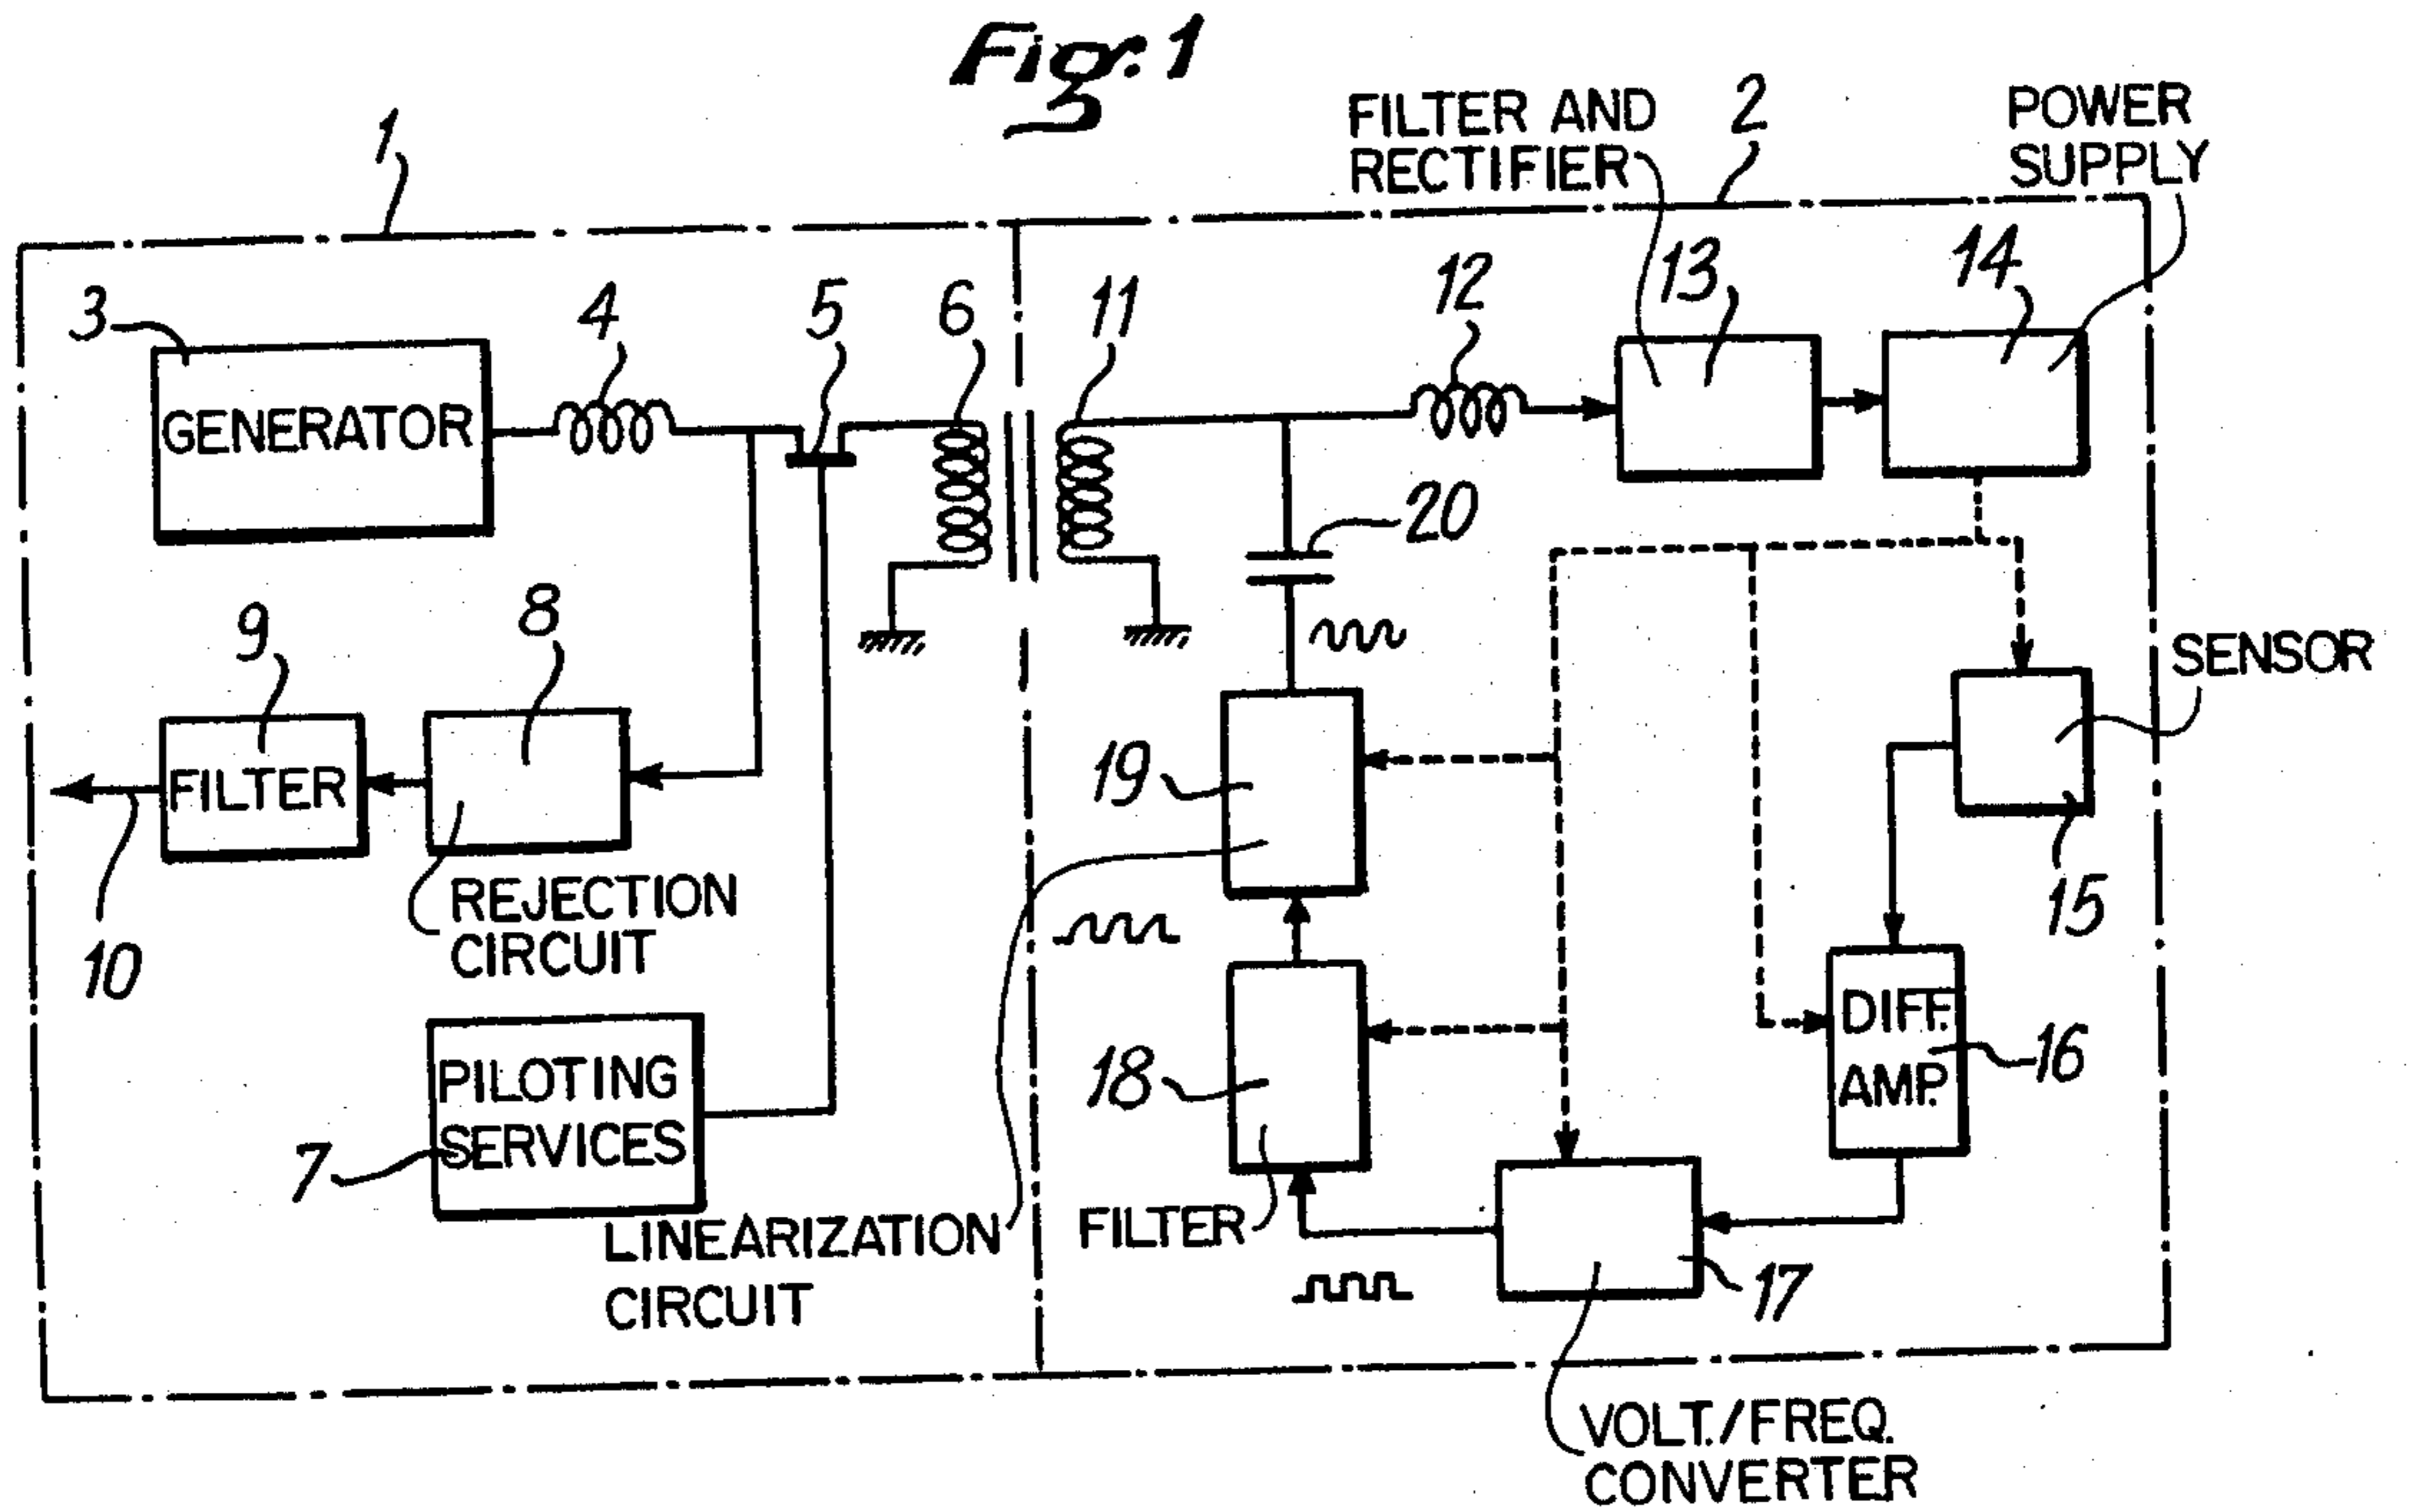 Fig. 1
1
FILTER AND
RECTIFIER
2
POWER
SUPPLY
3
4
5
6
11
12
13
14
GENERATOR
20
9
8
SENSOR
FILTER
19
15
10
REJECTION
CIRCUIT
DIFF.
AMP.
16
PILOTING
SERVICES
7
18
LINEARIZATION
CIRCUIT
FILTER
17
VOLT./FREQ.
CONVERTER